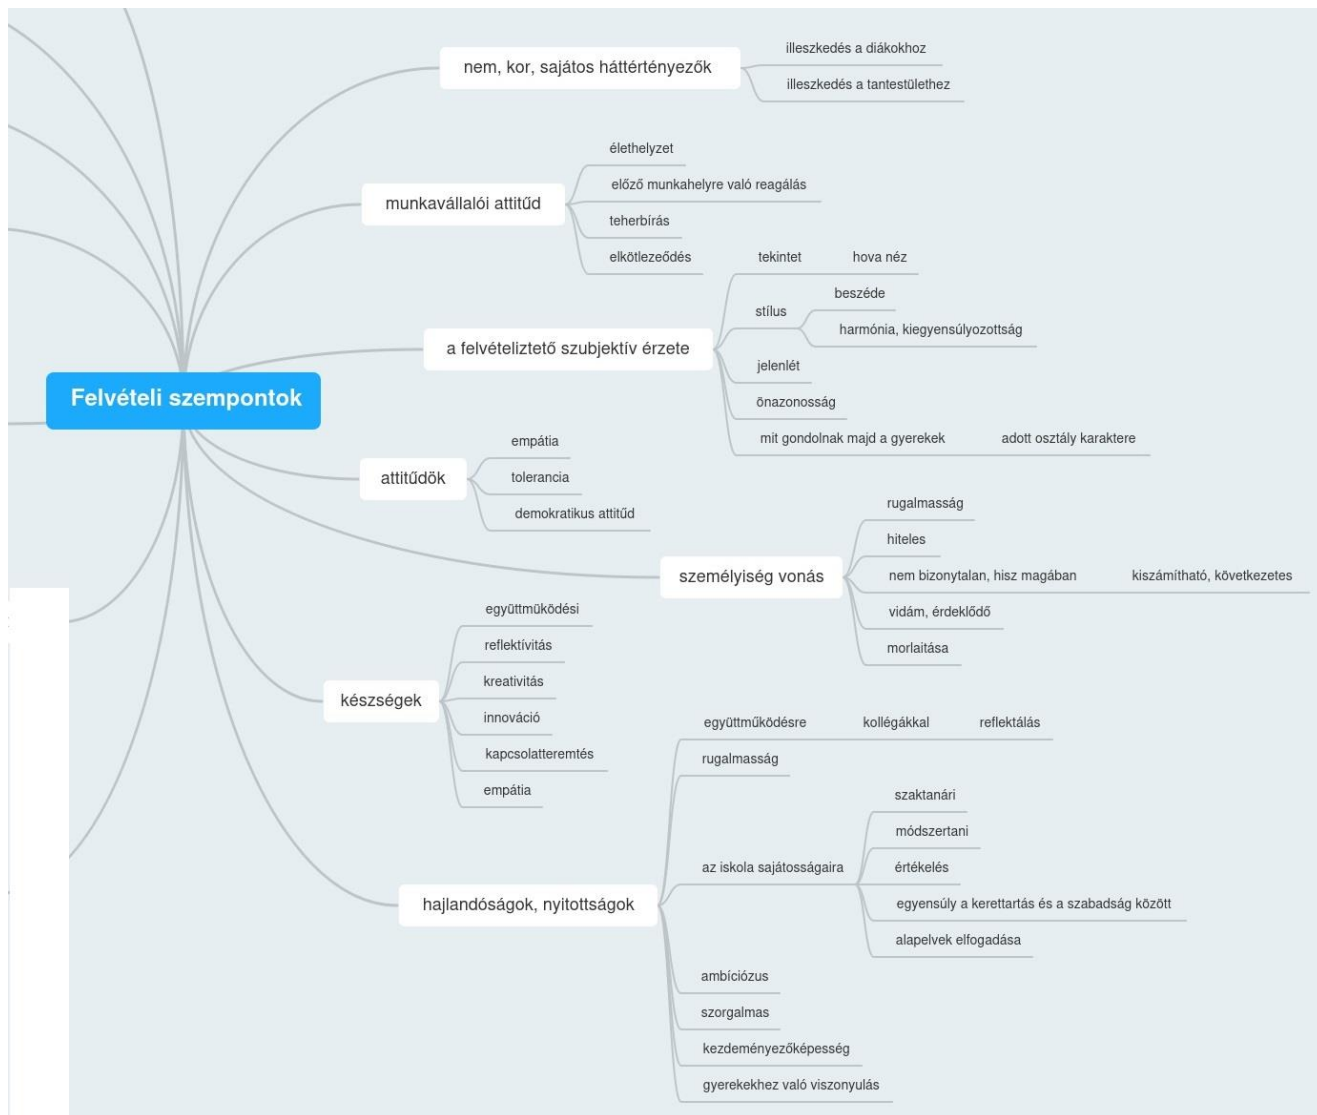 nem, kor, sajátos háttértényezők
illeszkedés a diákokhoz
illeszkedés a tantestülethez
munkavállalói attitűd
élethelyzet
előző munkahelyre való reagálás
teherbírás
elkötlezeődés
a felvételiztető szubjektív érzete
tekintet
hova néz
stílus
beszéde
harmónia, kiegyensúlyozottság
jelenlét
önazonosság
mit gondolnak majd a gyerekek
adott osztály karaktere
Felvételi szempontok
attitűdök
empátia
tolerancia
demokratikus attitűd
személyiség vonás
rugalmasság
hiteles
nem bizonytalan, hisz magában
kiszámítható, következetes
vidám, érdeklődő
morlaitása
készségek
együttmüködési
reflektívitás
kreativitás
innováció
kapcsolatteremtés
empátia
hajlandóságok, nyitottságok
együttműködésre
kollégákkal
reflektálás
rugalmasság
az iskola sajátosságaira
szaktanári
módszertani
értékelés
egyensúly a kerettartás és a szabadság között
alapelvek elfogadása
ambíciózus
szorgalmas
kezdeményezőképesség
gyerekekhez való viszonyulás